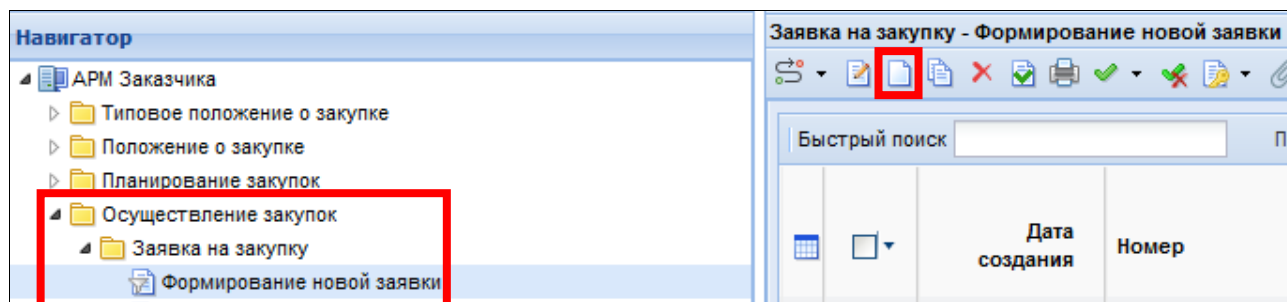 Навигатор
АРМ Заказчика
Типовое положение о закупке
Положение о закупке
Планирование закупок
Осуществление закупок
Заявка на закупку
Формирование новой заявки
Заявка на закупку - Формирование новой заявки
Быстрый поиск
Дата
создания
Номер